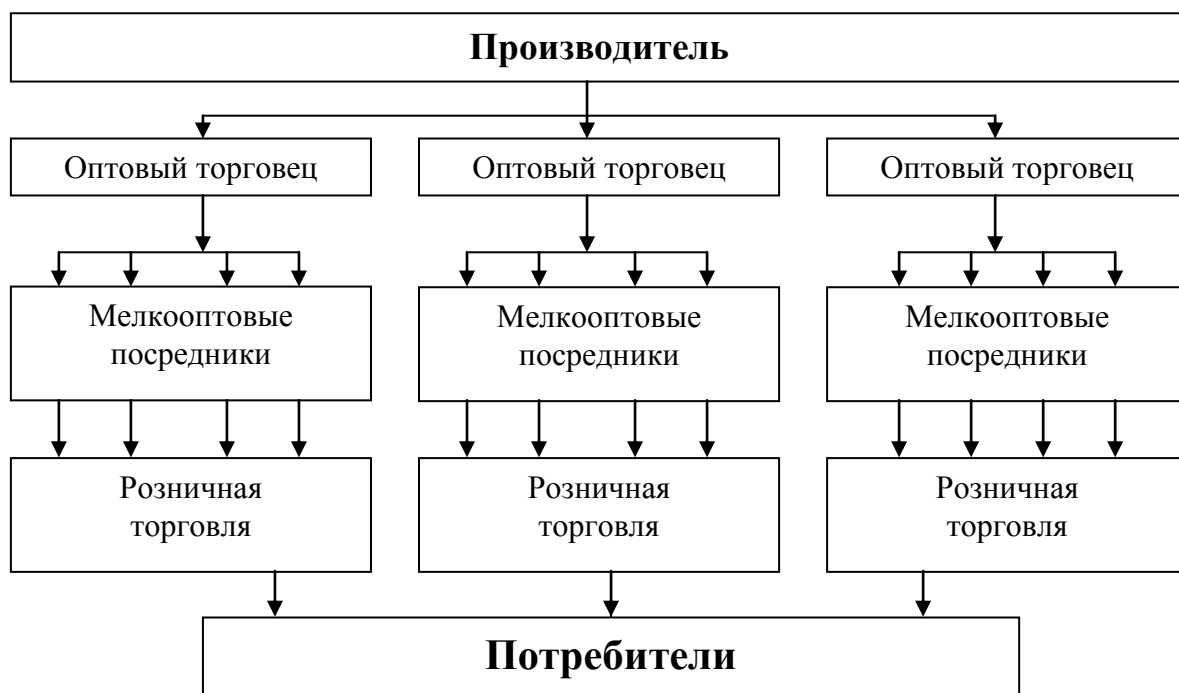 Производитель
Оптовый торговец
Оптовый торговец
Оптовый торговец
Мелкооптовые
посредники
Мелкооптовые
посредники
Мелкооптовые
посредники
Розничная
торговля
Розничная
торговля
Розничная
торговля
Потребители